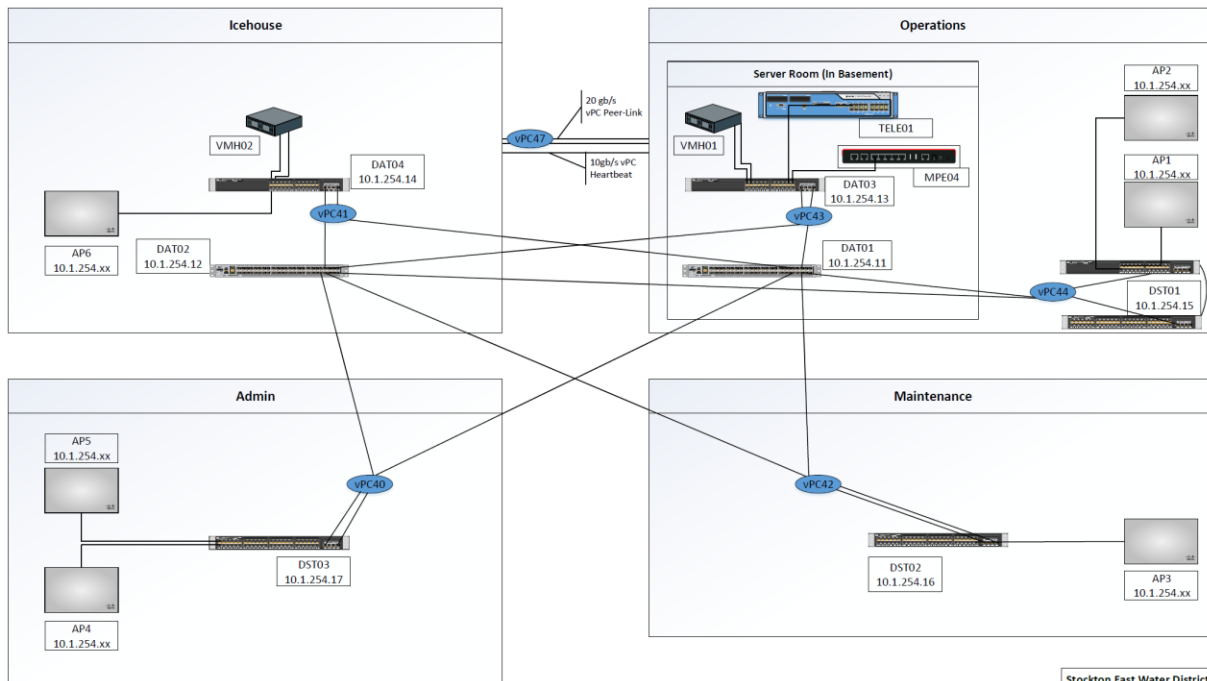 Icehouse
VMH02
DAT04
10.1.254.14
vPC41
AP6
10.1.254.xx
DAT02
10.1.254.12
20 gb/s
vPC Peer-Link
vPC47
10gb/s vPC
Heartbeat
Operations
Server Room (In Basement)
VMH01
TELE01
MPE04
DAT03
10.1.254.13
vPC43
DAT01
10.1.254.11
AP2
10.1.254.xx
AP1
10.1.254.xx
vPC44
DST01
10.1.254.15
Admin
AP5
10.1.254.xx
vPC40
DST03
10.1.254.17
AP4
10.1.254.xx
Maintenance
vPC42
DST02
10.1.254.16
AP3
10.1.254.xx
Stockton East Water District